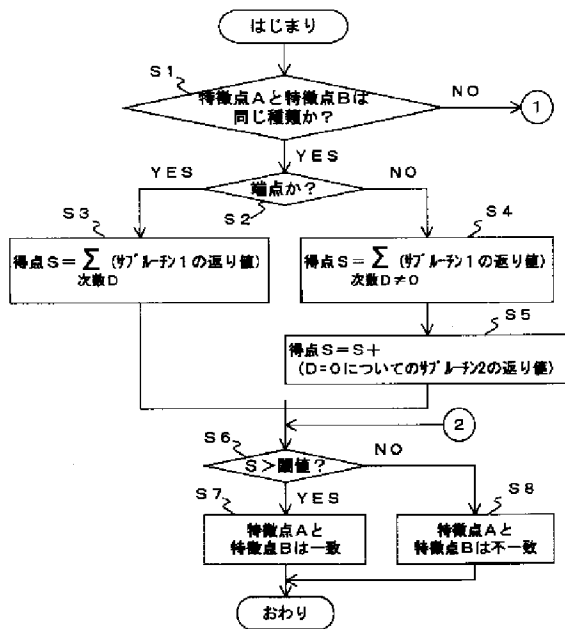 はじまり
S1
特徴点Aと特徴点Bは
同じ種類か?
NO
1
YES
YES
端点か?
NO
S2
S3
得点S=Σ(サブルーチン1の返り値)
次数D
S4
得点S=Σ(サブルーチン1の返り値)
次数D≠0
S5
得点S=S+
(D=0についてのサブルーチン2の返り値)
2
S6
S>閾値?
NO
YES
S7
特徴点Aと
特徴点Bは一致
S8
特徴点Aと
特徴点Bは不一致
おわり